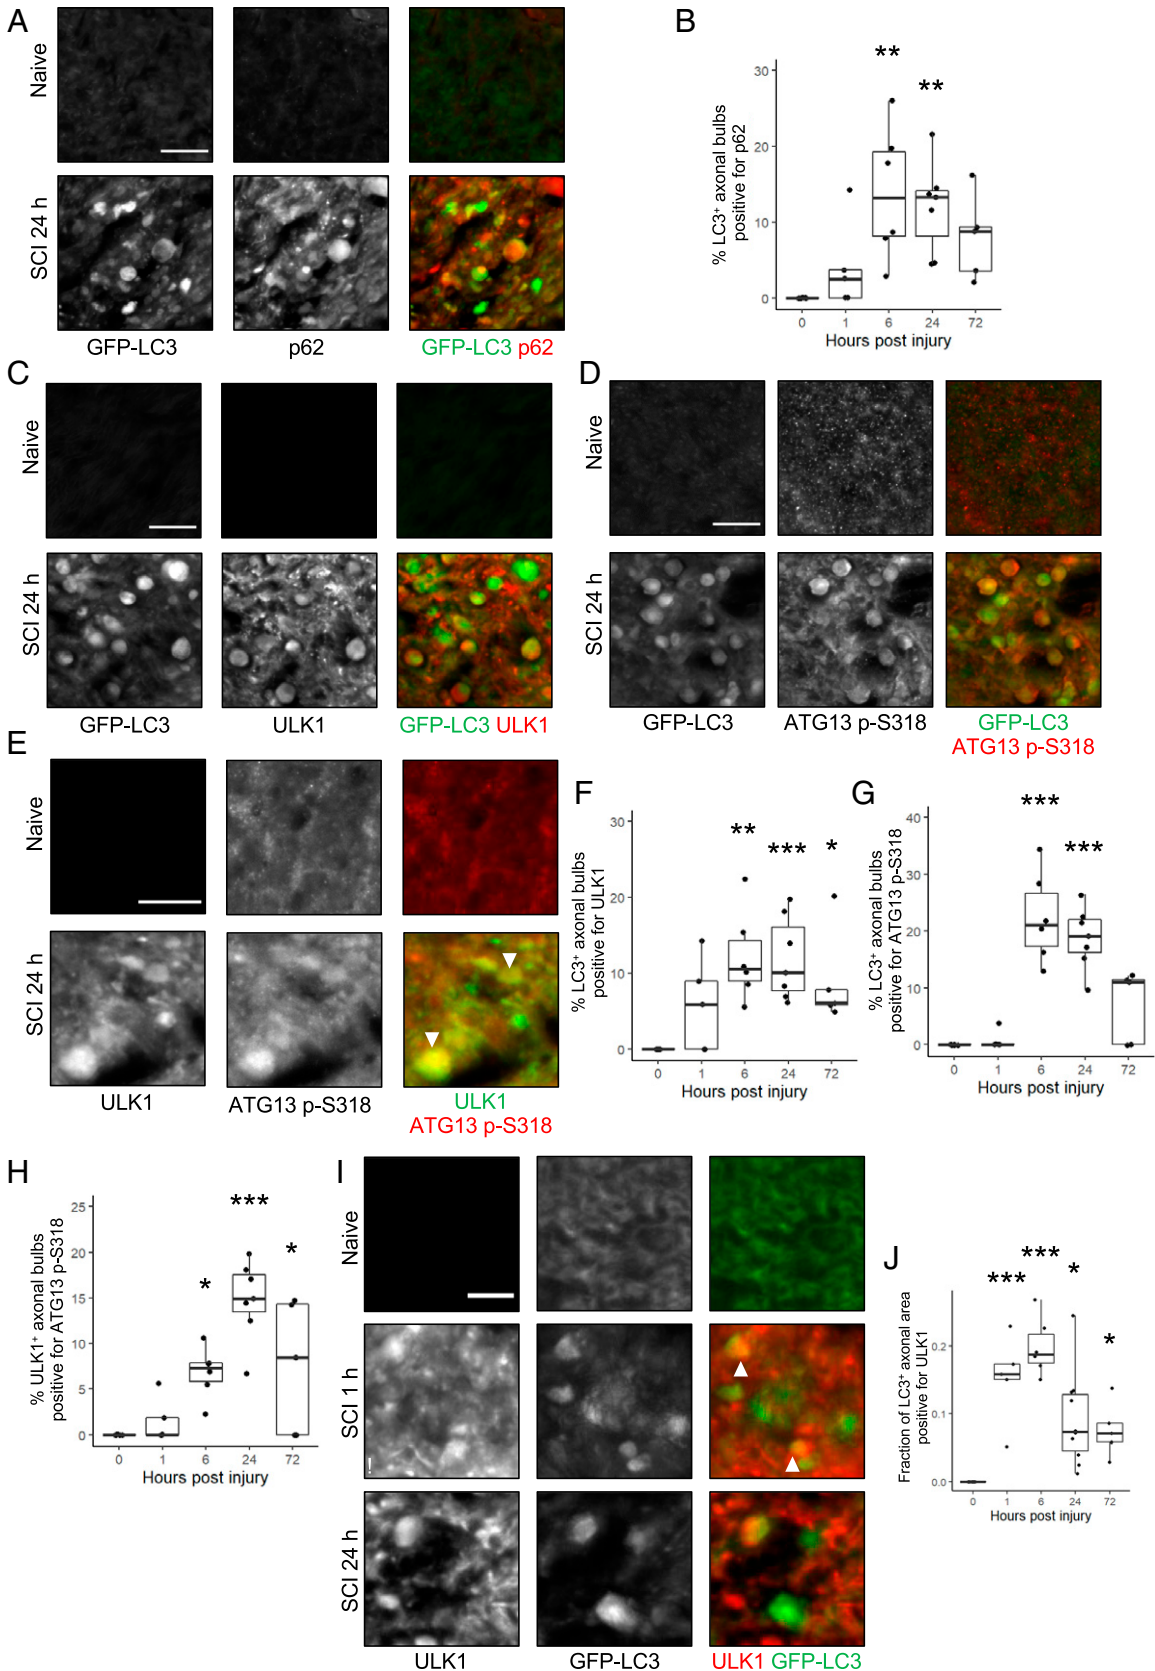 A
Naive
SCI 24 h
GFP-LC3
p62
GFP-LC3 p62
B
**
**
% LC3⁺ axonal bulbs
positive for p62
30
20
10
0
0 1 6 24 72
Hours post injury
C
Naive
SCI 24 h
GFP-LC3
ULK1
GFP-LC3 ULK1
D
Naive
SCI 24 h
GFP-LC3
ATG13 p-S318
GFP-LC3
ATG13 p-S318
E
Naive
SCI 24 h
ULK1
ATG13 p-S318
ULK1
ATG13 p-S318
F
**
***
*
% LC3⁺ axonal bulbs
positive for ULK1
30
20
10
0
0 1 6 24 72
Hours post injury
G
***
***
% LC3⁺ axonal bulbs
positive for ATG13 p-S318
40
30
20
10
0
0 1 6 24 72
Hours post injury
H
*
***
*
% ULK1⁺ axonal bulbs
positive for ATG13 p-S318
25
20
15
10
5
0
0 1 6 24 72
Hours post injury
I
Naive
SCI 1 h
!
SCI 24 h
ULK1
GFP-LC3
ULK1 GFP-LC3
J
***
***
*
*
Fraction of LC3⁺ axonal area
positive for ULK1
0.2
0.1
0.0
0 1 6 24 72
Hours post injury